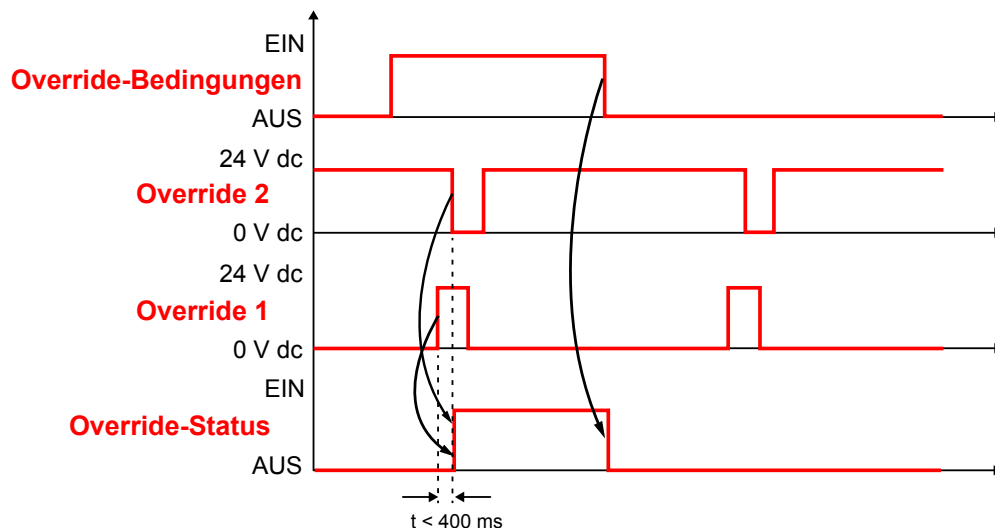 EIN
Override-Bedingungen
AUS
24 V dc
Override 2
0 V dc
24 V dc
Override 1
0 V dc
EIN
Override-Status
AUS
t < 400 ms